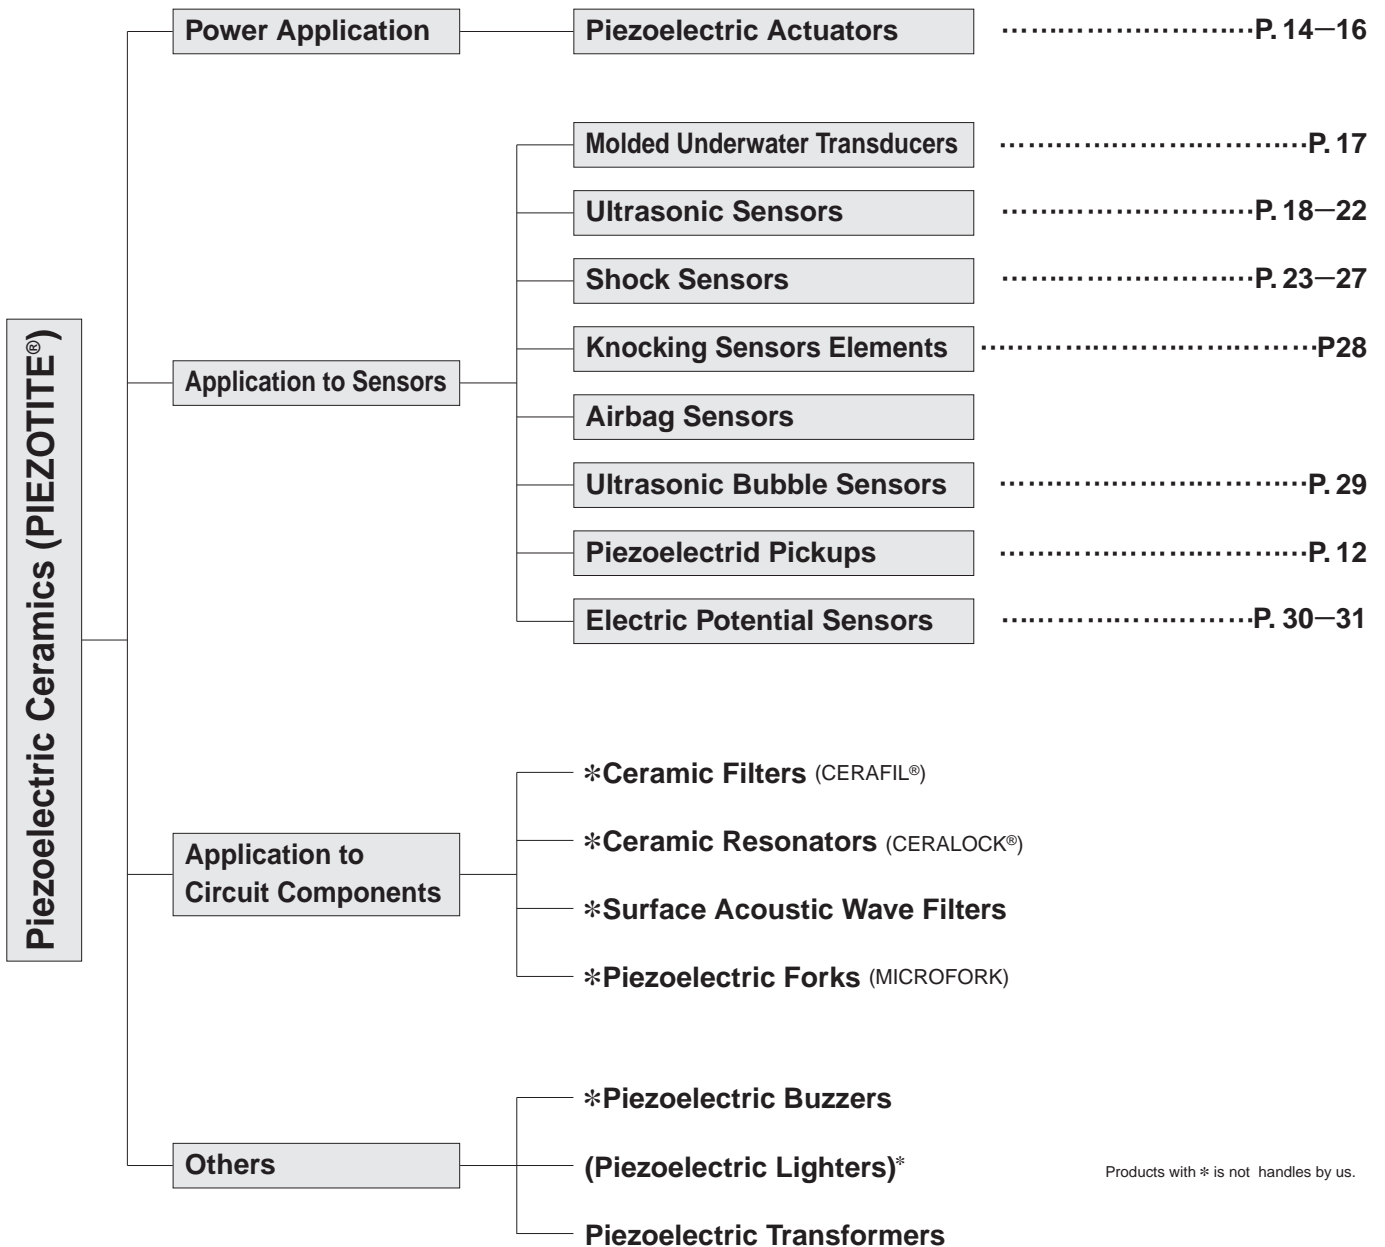 Piezoelectric Ceramics (PIEZOTITE®)
Power Application
Piezoelectric Actuators ........................P. 14–16
Application to Sensors
Molded Underwater Transducers ........................P. 17
Ultrasonic Sensors ........................P. 18–22
Shock Sensors ........................P. 23–27
Knocking Sensors Elements ........................P28
Airbag Sensors
Ultrasonic Bubble Sensors ........................P. 29
Piezoelectrid Pickups ........................P. 12
Electric Potential Sensors ........................P. 30–31
Application to
Circuit Components
*Ceramic Filters (CERAFIL®)
*Ceramic Resonators (CERALOCK®)
*Surface Acoustic Wave Filters
*Piezoelectric Forks (MICROFORK)
Others
*Piezoelectric Buzzers
(Piezoelectric Lighters)*
Piezoelectric Transformers
Products with * is not handles by us.